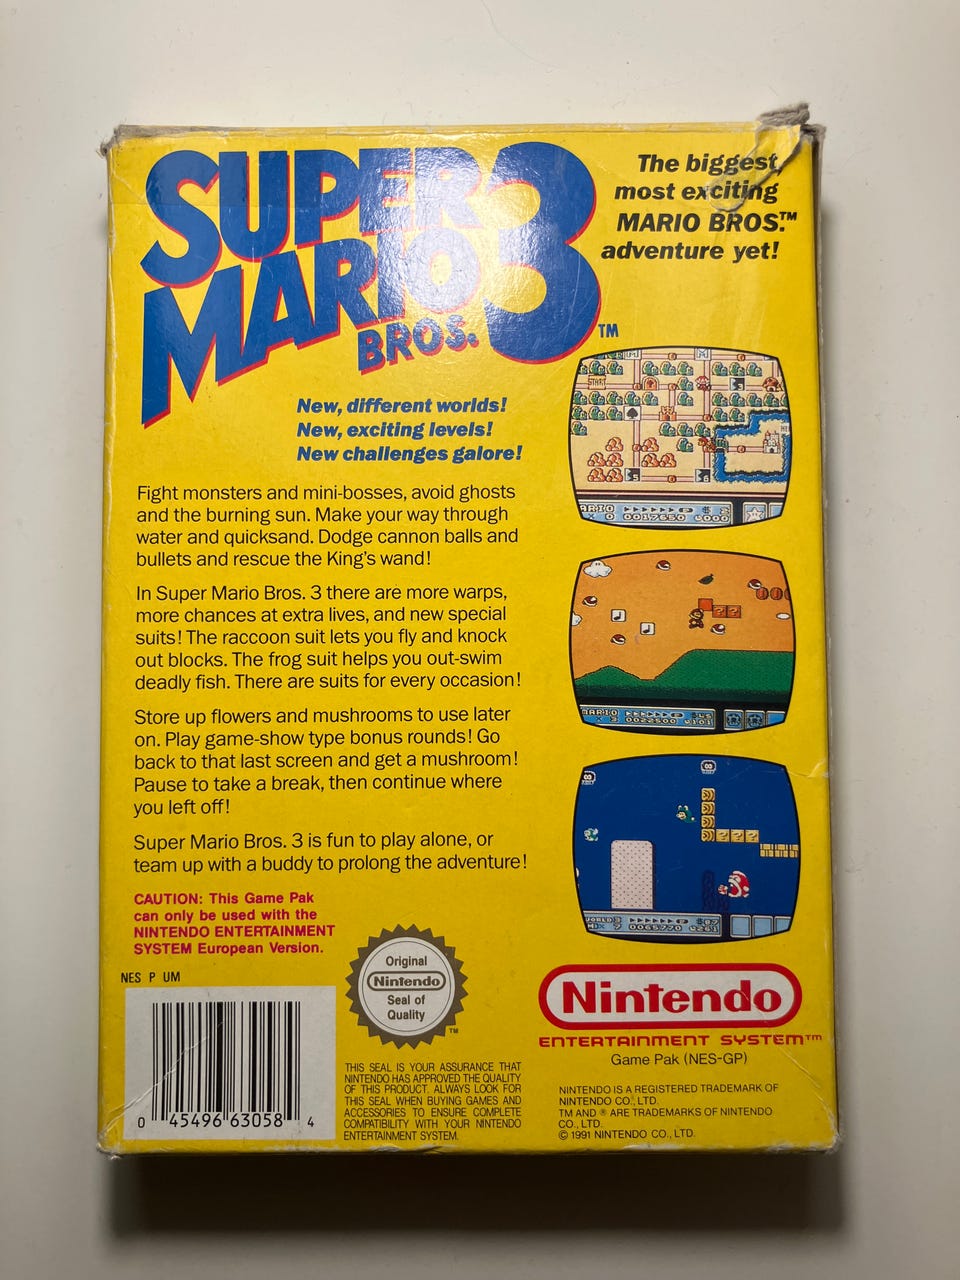 SUPER
MARIO
BROS. 3 TM
The biggest,
most exciting
MARIO BROS.™
adventure yet!
New, different worlds!
New, exciting levels!
New challenges galore!
Fight monsters and mini-bosses, avoid ghosts
and the burning sun. Make your way through
water and quicksand. Dodge cannon balls and
bullets and rescue the King's wand!
In Super Mario Bros. 3 there are more warps,
more chances at extra lives, and new special
suits! The raccoon suit lets you fly and knock
out blocks. The frog suit helps you out-swim
deadly fish. There are suits for every occasion!
Store up flowers and mushrooms to use later
on. Play game-show type bonus rounds! Go
back to that last screen and get a mushroom!
Pause to take a break, then continue where
you left off!
Super Mario Bros. 3 is fun to play alone, or
team up with a buddy to prolong the adventure!
START
0017650
MARIO
0022500
0065770
CAUTION: This Game Pak
can only be used with the
NINTENDO ENTERTAINMENT
SYSTEM European Version.
NES P UM
0 45496 63058 4
Original
Nintendo
Seal of
Quality
TM
THIS SEAL IS YOUR ASSURANCE THAT
NINTENDO HAS APPROVED THE QUALITY
OF THIS PRODUCT. ALWAYS LOOK FOR
THIS SEAL WHEN BUYING GAMES AND
ACCESSORIES TO ENSURE COMPLETE
COMPATIBILITY WITH YOUR NINTENDO
ENTERTAINMENT SYSTEM.
Nintendo
ENTERTAINMENT SYSTEM™
Game Pak (NES-GP)
NINTENDO IS A REGISTERED TRADEMARK OF
NINTENDO CO., LTD.
TM AND ® ARE TRADEMARKS OF NINTENDO
CO., LTD.
© 1991 NINTENDO CO., LTD.